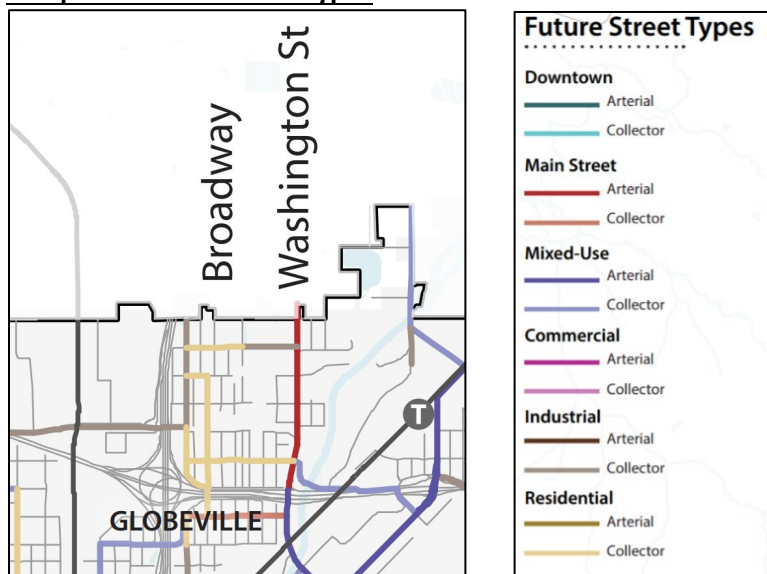 Broadway
Washington St
T
GLOBEVILLE
Future Street Types
Downtown
Arterial
Collector
Main Street
Arterial
Collector
Mixed-Use
Arterial
Collector
Commercial
Arterial
Collector
Industrial
Arterial
Collector
Residential
Arterial
Collector